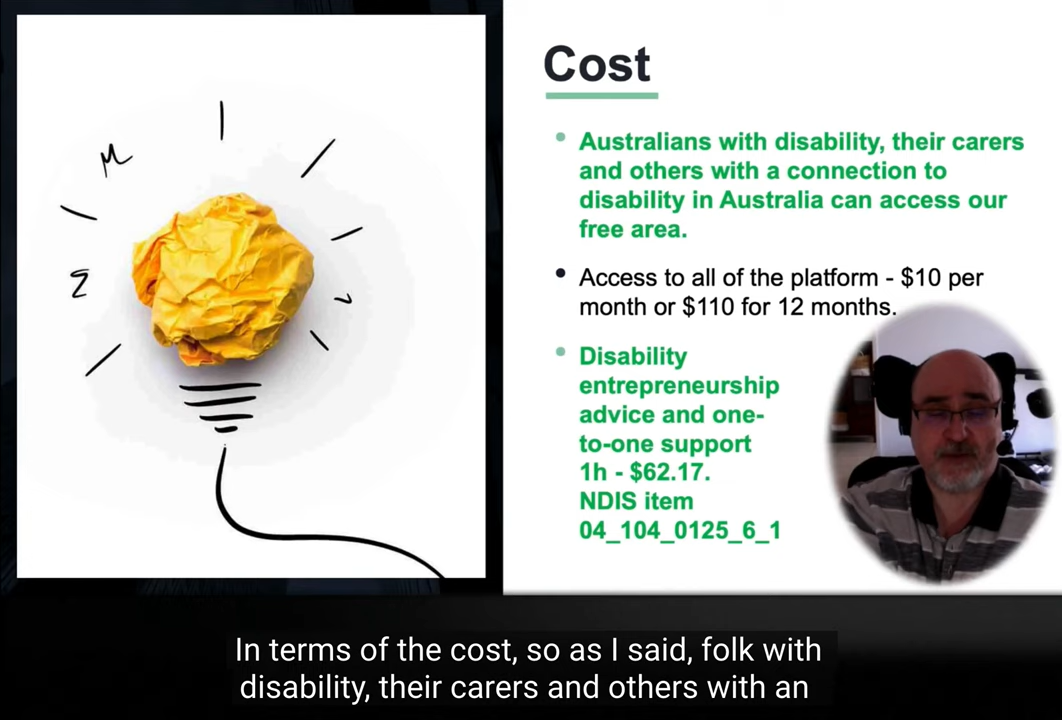 Cost
Australians with disability, their carers
and others with a connection to
disability in Australia can access our
free area.
Access to all of the platform - $10 per
month or $110 for 12 months.
Disability
entrepreneurship
advice and one-
to-one support
1h - $62.17.
NDIS item
04_104_0125_6_1
In terms of the cost, so as I said, folk with
disability, their carers and others with an